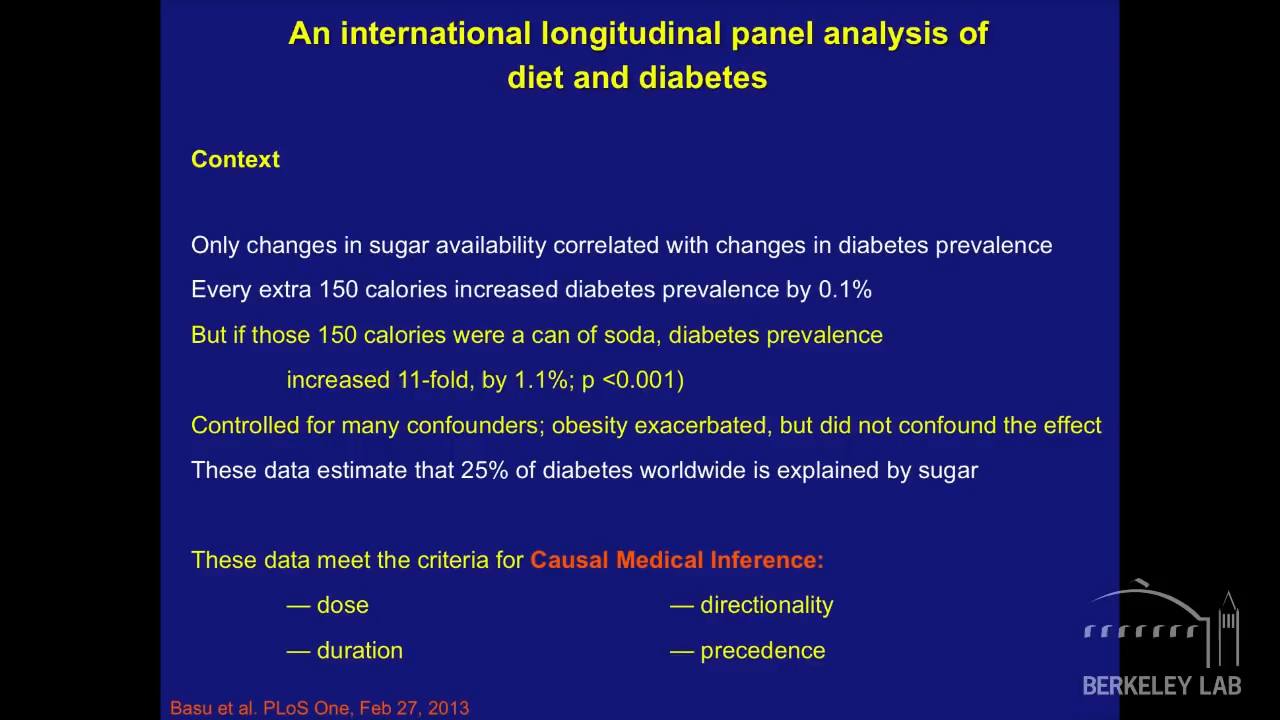 An international longitudinal panel analysis of
diet and diabetes
Context
Only changes in sugar availability correlated with changes in diabetes prevalence
Every extra 150 calories increased diabetes prevalence by 0.1%
But if those 150 calories were a can of soda, diabetes prevalence
increased 11-fold, by 1.1%; p <0.001)
Controlled for many confounders; obesity exacerbated, but did not confound the effect
These data estimate that 25% of diabetes worldwide is explained by sugar
These data meet the criteria for Causal Medical Inference:
— dose — directionality
— duration — precedence
Basu et al. PLoS One, Feb 27, 2013
BERKELEY LAB